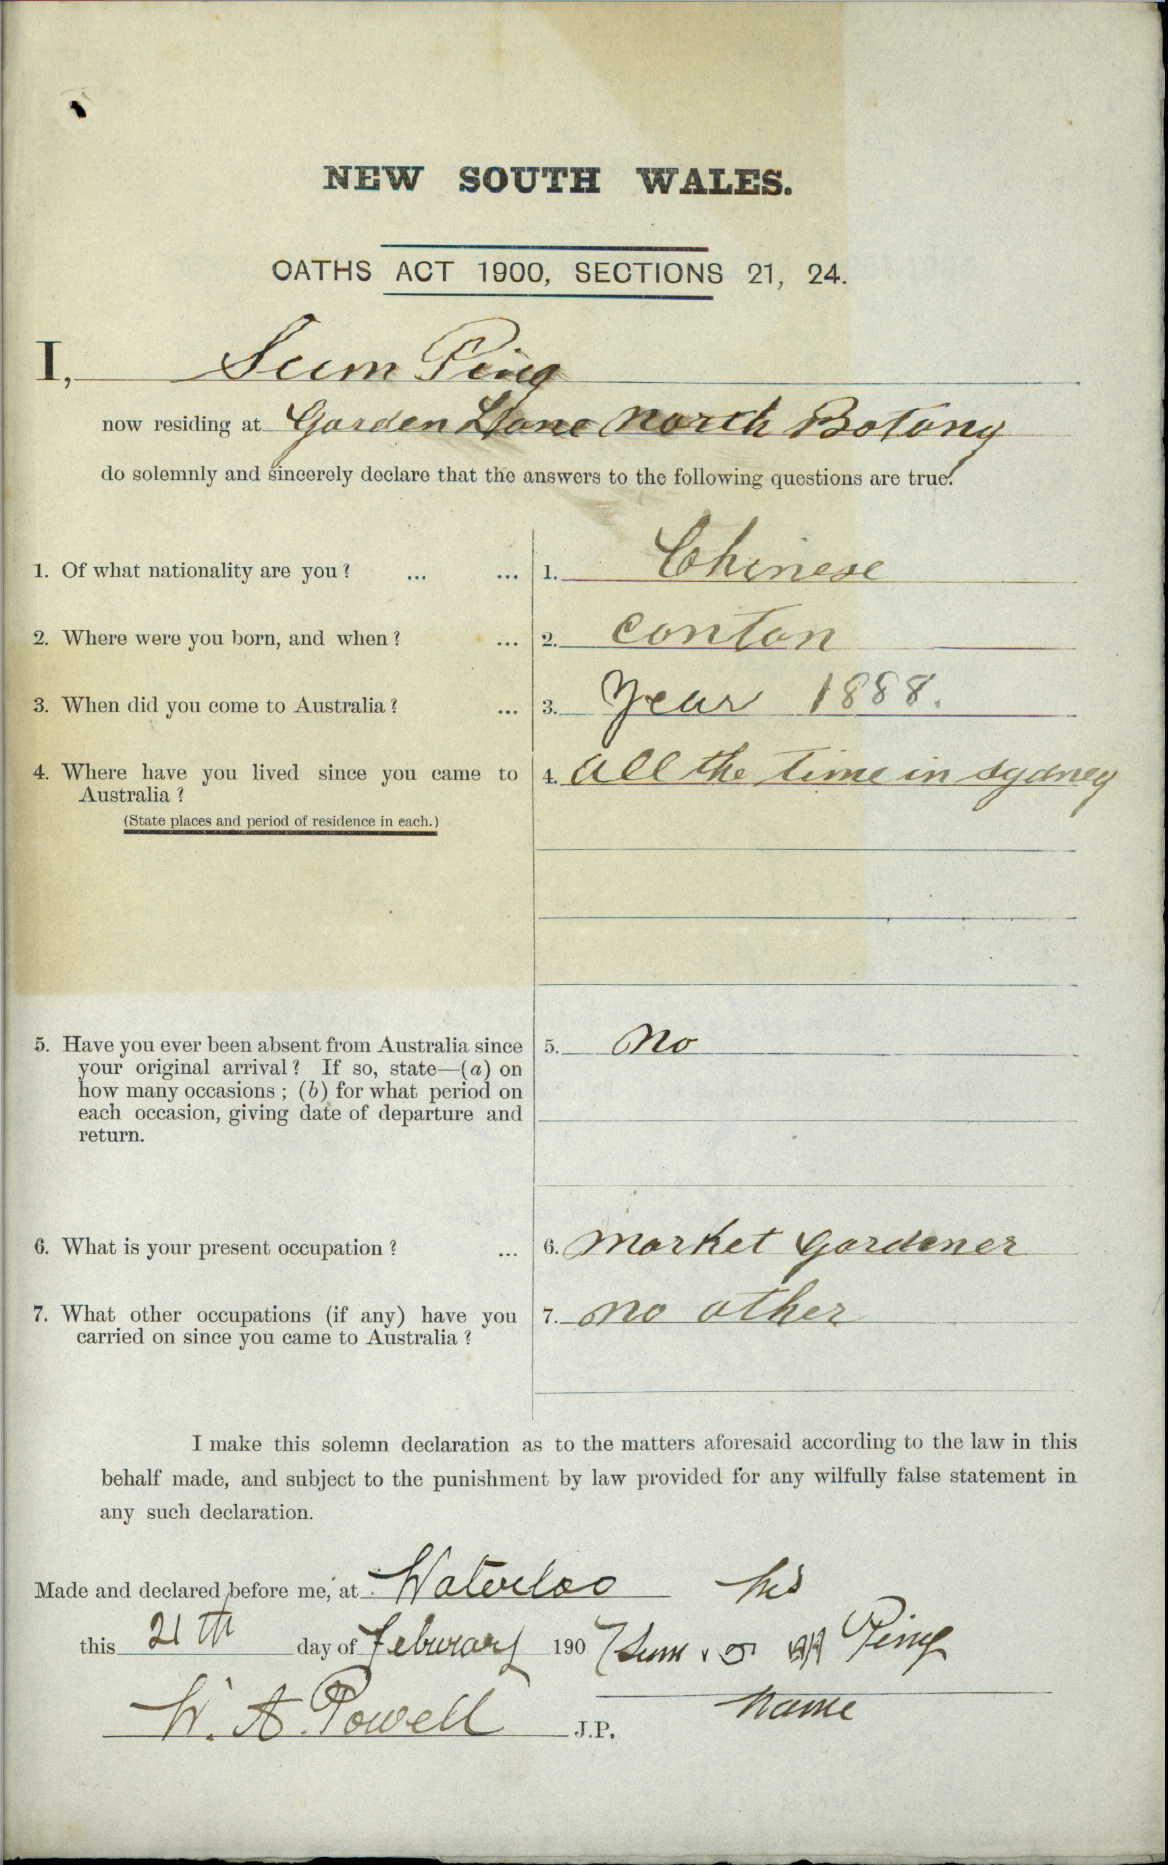 NEW SOUTH WALES.
OATHS ACT 1900, SECTIONS 21, 24.
I, Sum Ping
now residing at Garden Lane North Botany
do solemnly and sincerely declare that the answers to the following questions are true.
1. Of what nationality are you? ... ... 1. Chinese
2. Where were you born, and when? ... 2. Conton
3. When did you come to Australia? ... 3. Year 1888.
4. Where have you lived since you came to 4. all the time in sydney
Australia?
(State places and period of residence in each.)
5. Have you ever been absent from Australia since 5. No
your original arrival? If so, state—(a) on
how many occasions; (b) for what period on
each occasion, giving date of departure and
return.
6. What is your present occupation? ... 6. Market Gardener
7. What other occupations (if any) have you 7. no other
carried on since you came to Australia?
I make this solemn declaration as to the matters aforesaid according to the law in this
behalf made, and subject to the punishment by law provided for any wilfully false statement in
any such declaration.
Made and declared before me, at Waterloo his
this 21th day of Feburary 1907 Sum Ping
name
W. A. Powell J.P.